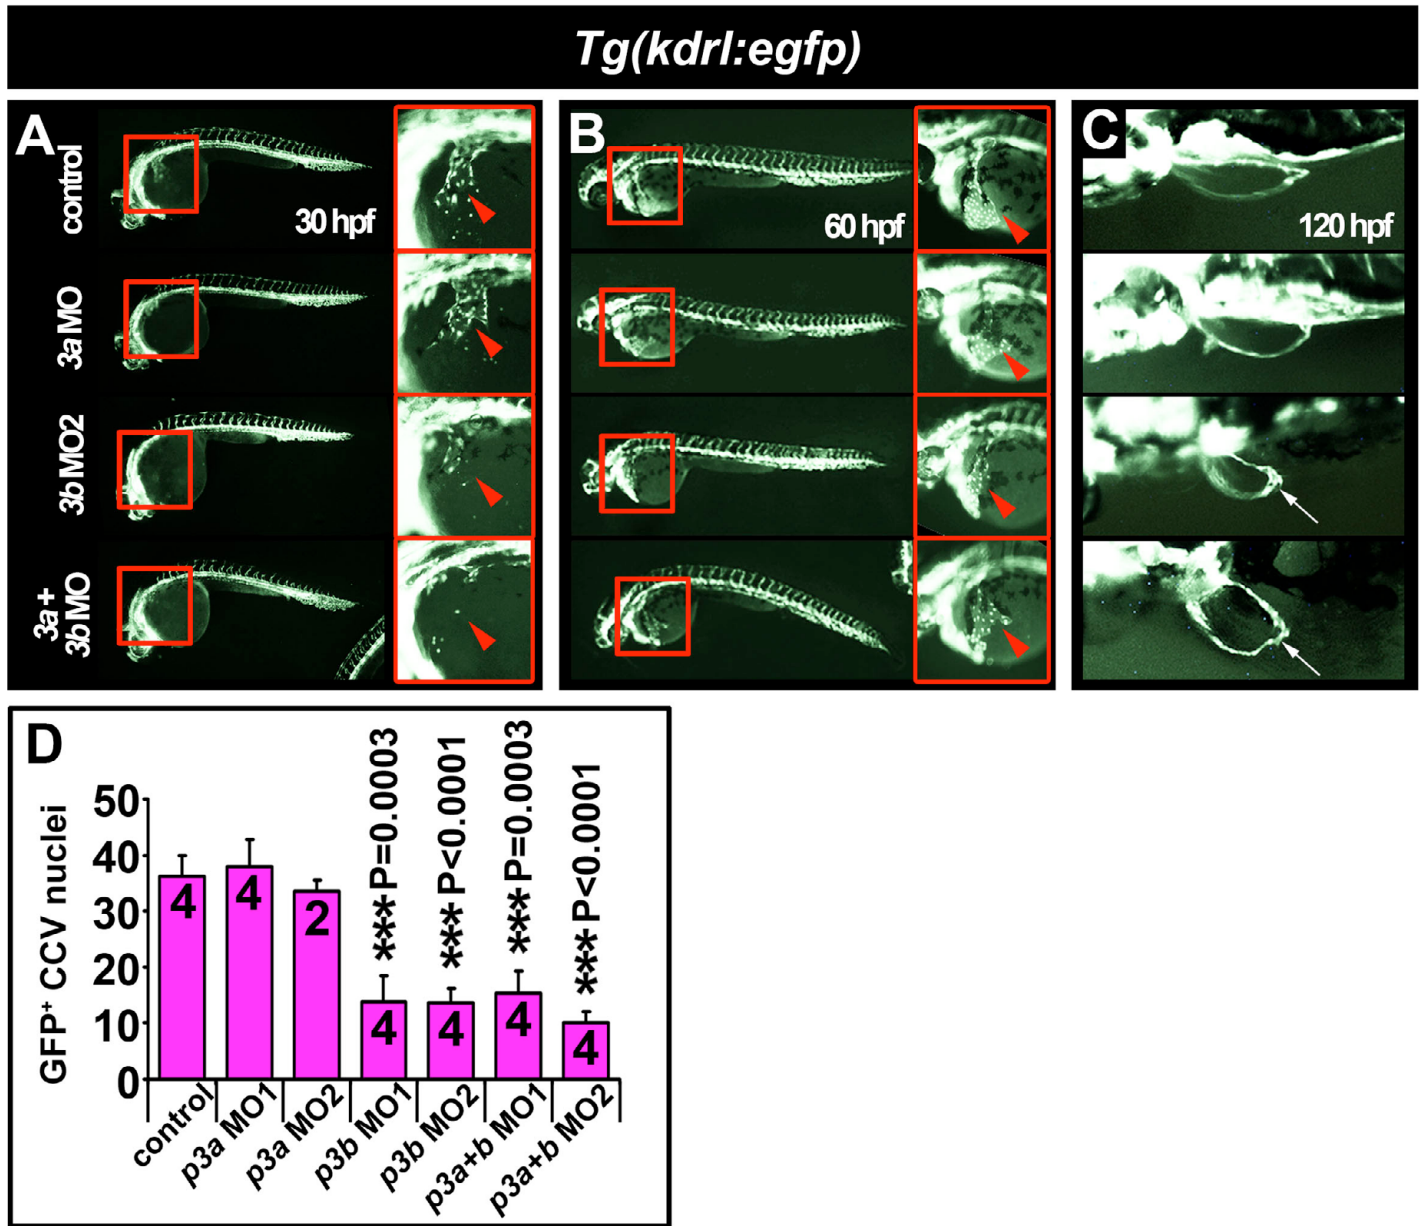 Tg(kdrl:egfp)
A
control
30 hpf
3a MO
3b MO2
3a+
3b MO
B
60 hpf
C
120 hpf
D
GFP+ CCV nuclei
50
40
30
20
10
0
4
4
2
4
4
4
4
***P=0.0003
***P<0.0001
***P=0.0003
***P<0.0001
control
p3a MO1
p3a MO2
p3b MO1
p3b MO2
p3a+b MO1
p3a+b MO2